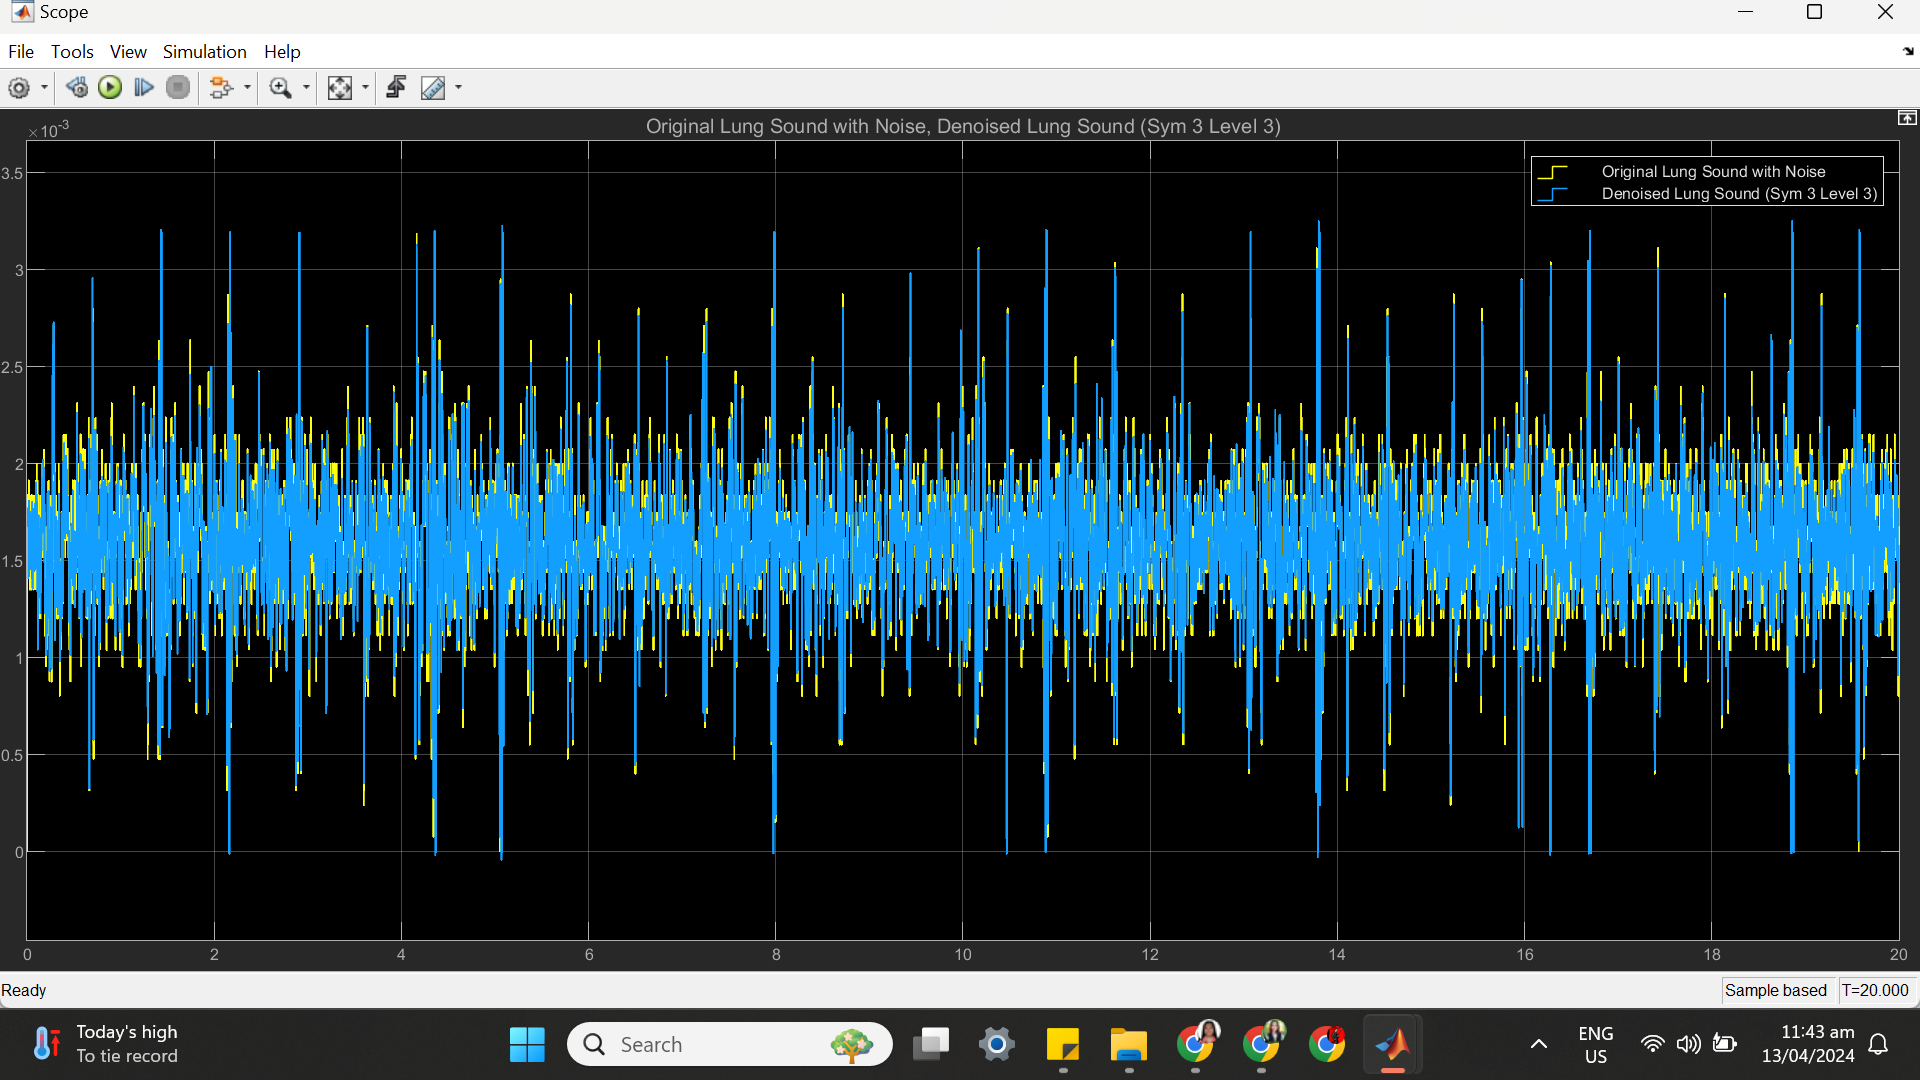 Scope
File Tools View Simulation Help
×10-3
Original Lung Sound with Noise, Denoised Lung Sound (Sym 3 Level 3)
Original Lung Sound with Noise
Denoised Lung Sound (Sym 3 Level 3)
3.5
3
2.5
2
1.5
1
0.5
0
0 2 4 6 8 10 12 14 16 18 20
Ready
Sample based T=20.000
Today's high
To tie record
Search
ENG
US
11:43 am
13/04/2024